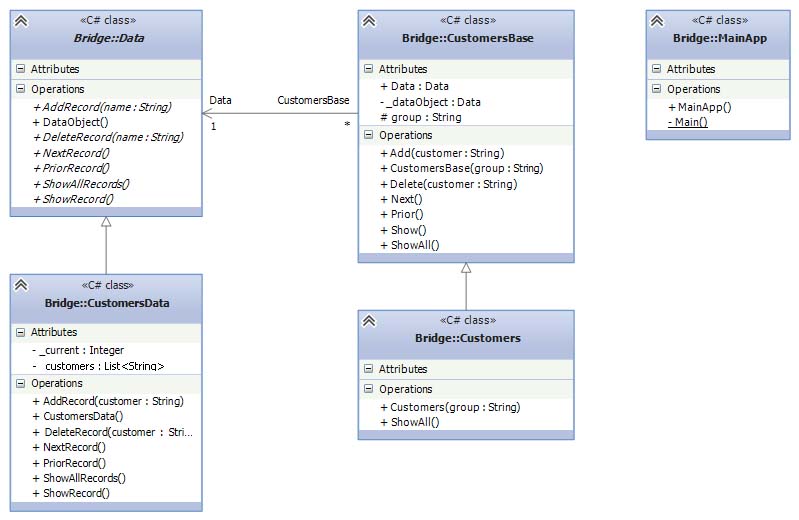 «C# class»
Bridge::Data
Attributes
Operations
+ AddRecord(name : String)
+ DataObject()
+ DeleteRecord(name : String)
+ NextRecord()
+ PriorRecord()
+ ShowAllRecords()
+ ShowRecord()
Data
CustomersBase
1
*
«C# class»
Bridge::CustomersBase
Attributes
+ Data : Data
- _dataObject : Data
# group : String
Operations
+ Add(customer : String)
+ CustomersBase(group : String)
+ Delete(customer : String)
+ Next()
+ Prior()
+ Show()
+ ShowAll()
«C# class»
Bridge::MainApp
Attributes
Operations
+ MainApp()
- Main()
«C# class»
Bridge::CustomersData
Attributes
- _current : Integer
- customers : List<String>
Operations
+ AddRecord(customer : String)
+ CustomersData()
+ DeleteRecord(customer : Stri...
+ NextRecord()
+ PriorRecord()
+ ShowAllRecords()
+ ShowRecord()
«C# class»
Bridge::Customers
Attributes
Operations
+ Customers(group : String)
+ ShowAll()